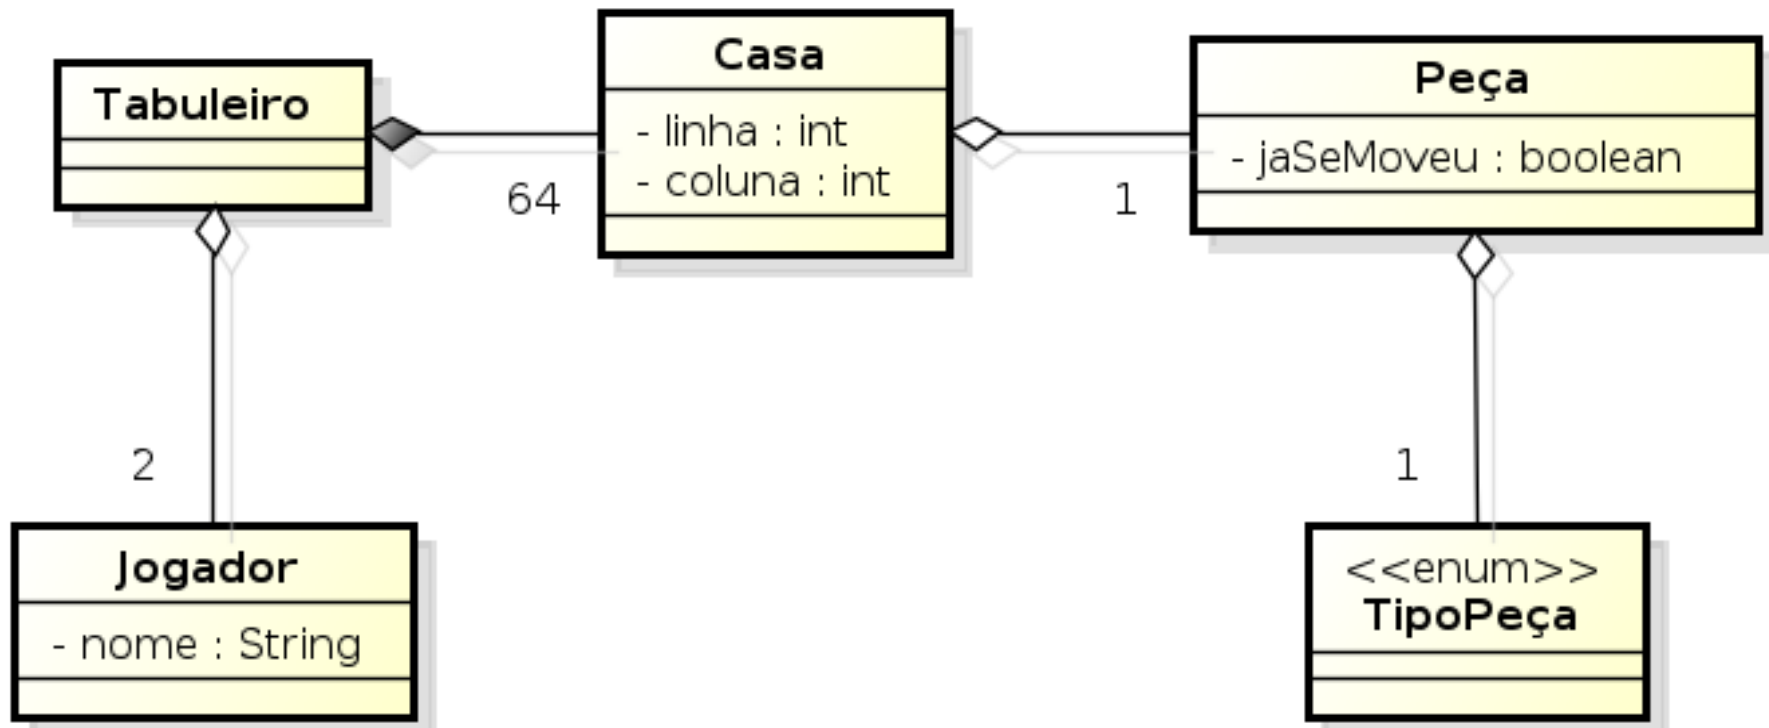 Tabuleiro
64
Casa
- linha : int
- coluna : int
1
Peça
- jaSeMoveu : boolean
2
Jogador
- nome : String
1
<<enum>>
TipoPeça